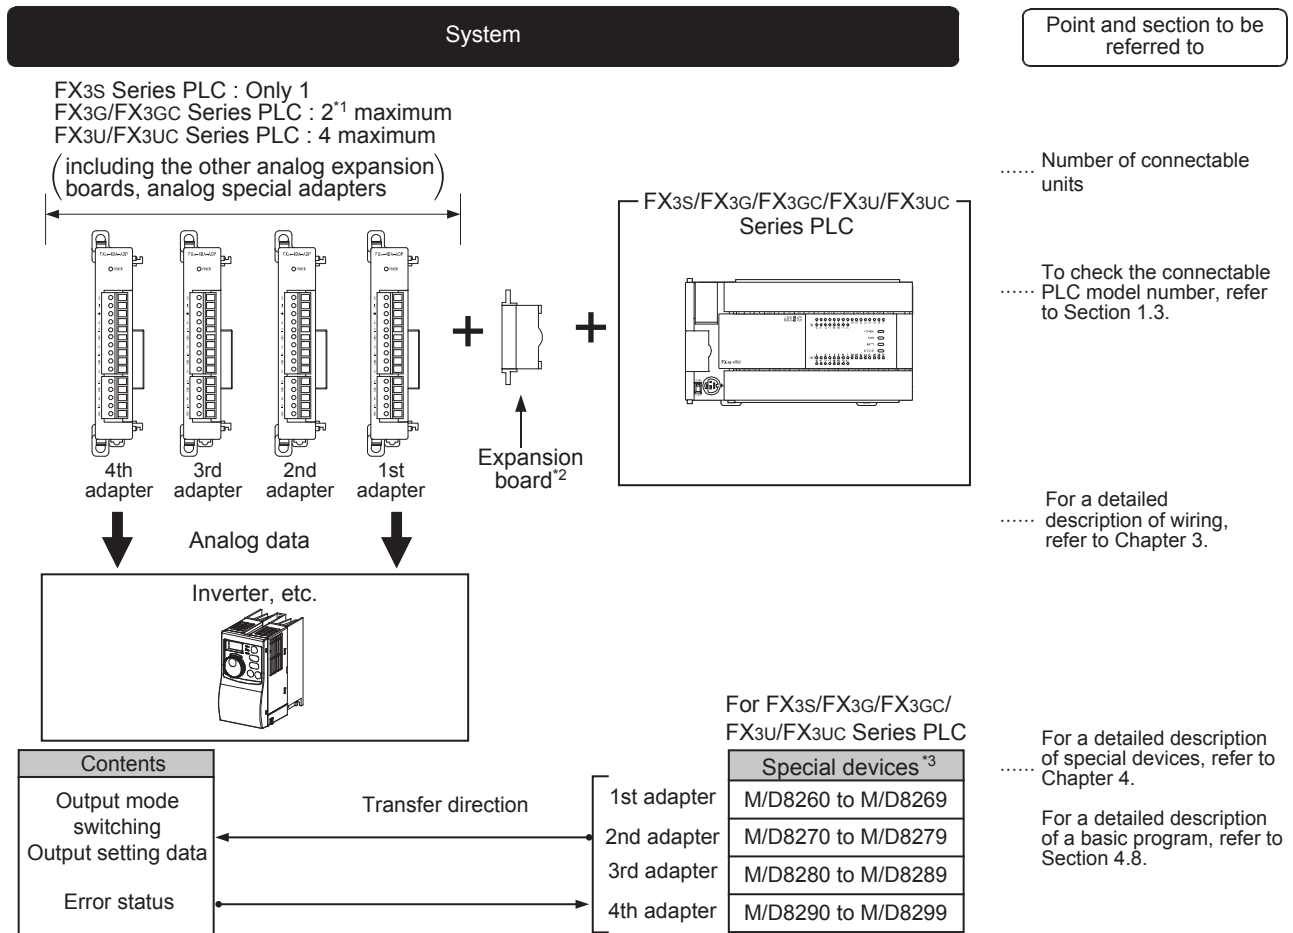 System
Point and section to be
referred to
FX3S Series PLC : Only 1
FX3G/FX3GC Series PLC : 2*1 maximum
FX3U/FX3UC Series PLC : 4 maximum
(including the other analog expansion
boards, analog special adapters)
...... Number of connectable
units
FX3S/FX3G/FX3GC/FX3U/FX3UC
Series PLC
...... To check the connectable
PLC model number, refer
to Section 1.3.
4th
adapter
3rd
adapter
2nd
adapter
1st
adapter
Expansion
board*2
...... For a detailed
description of wiring,
refer to Chapter 3.
Analog data
Inverter, etc.
For FX3S/FX3G/FX3GC/
FX3U/FX3UC Series PLC
Contents
Output mode
switching
Output setting data
Error status
Transfer direction
Special devices*3
1st adapter M/D8260 to M/D8269
2nd adapter M/D8270 to M/D8279
3rd adapter M/D8280 to M/D8289
4th adapter M/D8290 to M/D8299
...... For a detailed description
of special devices, refer to
Chapter 4.
For a detailed description
of a basic program, refer to
Section 4.8.